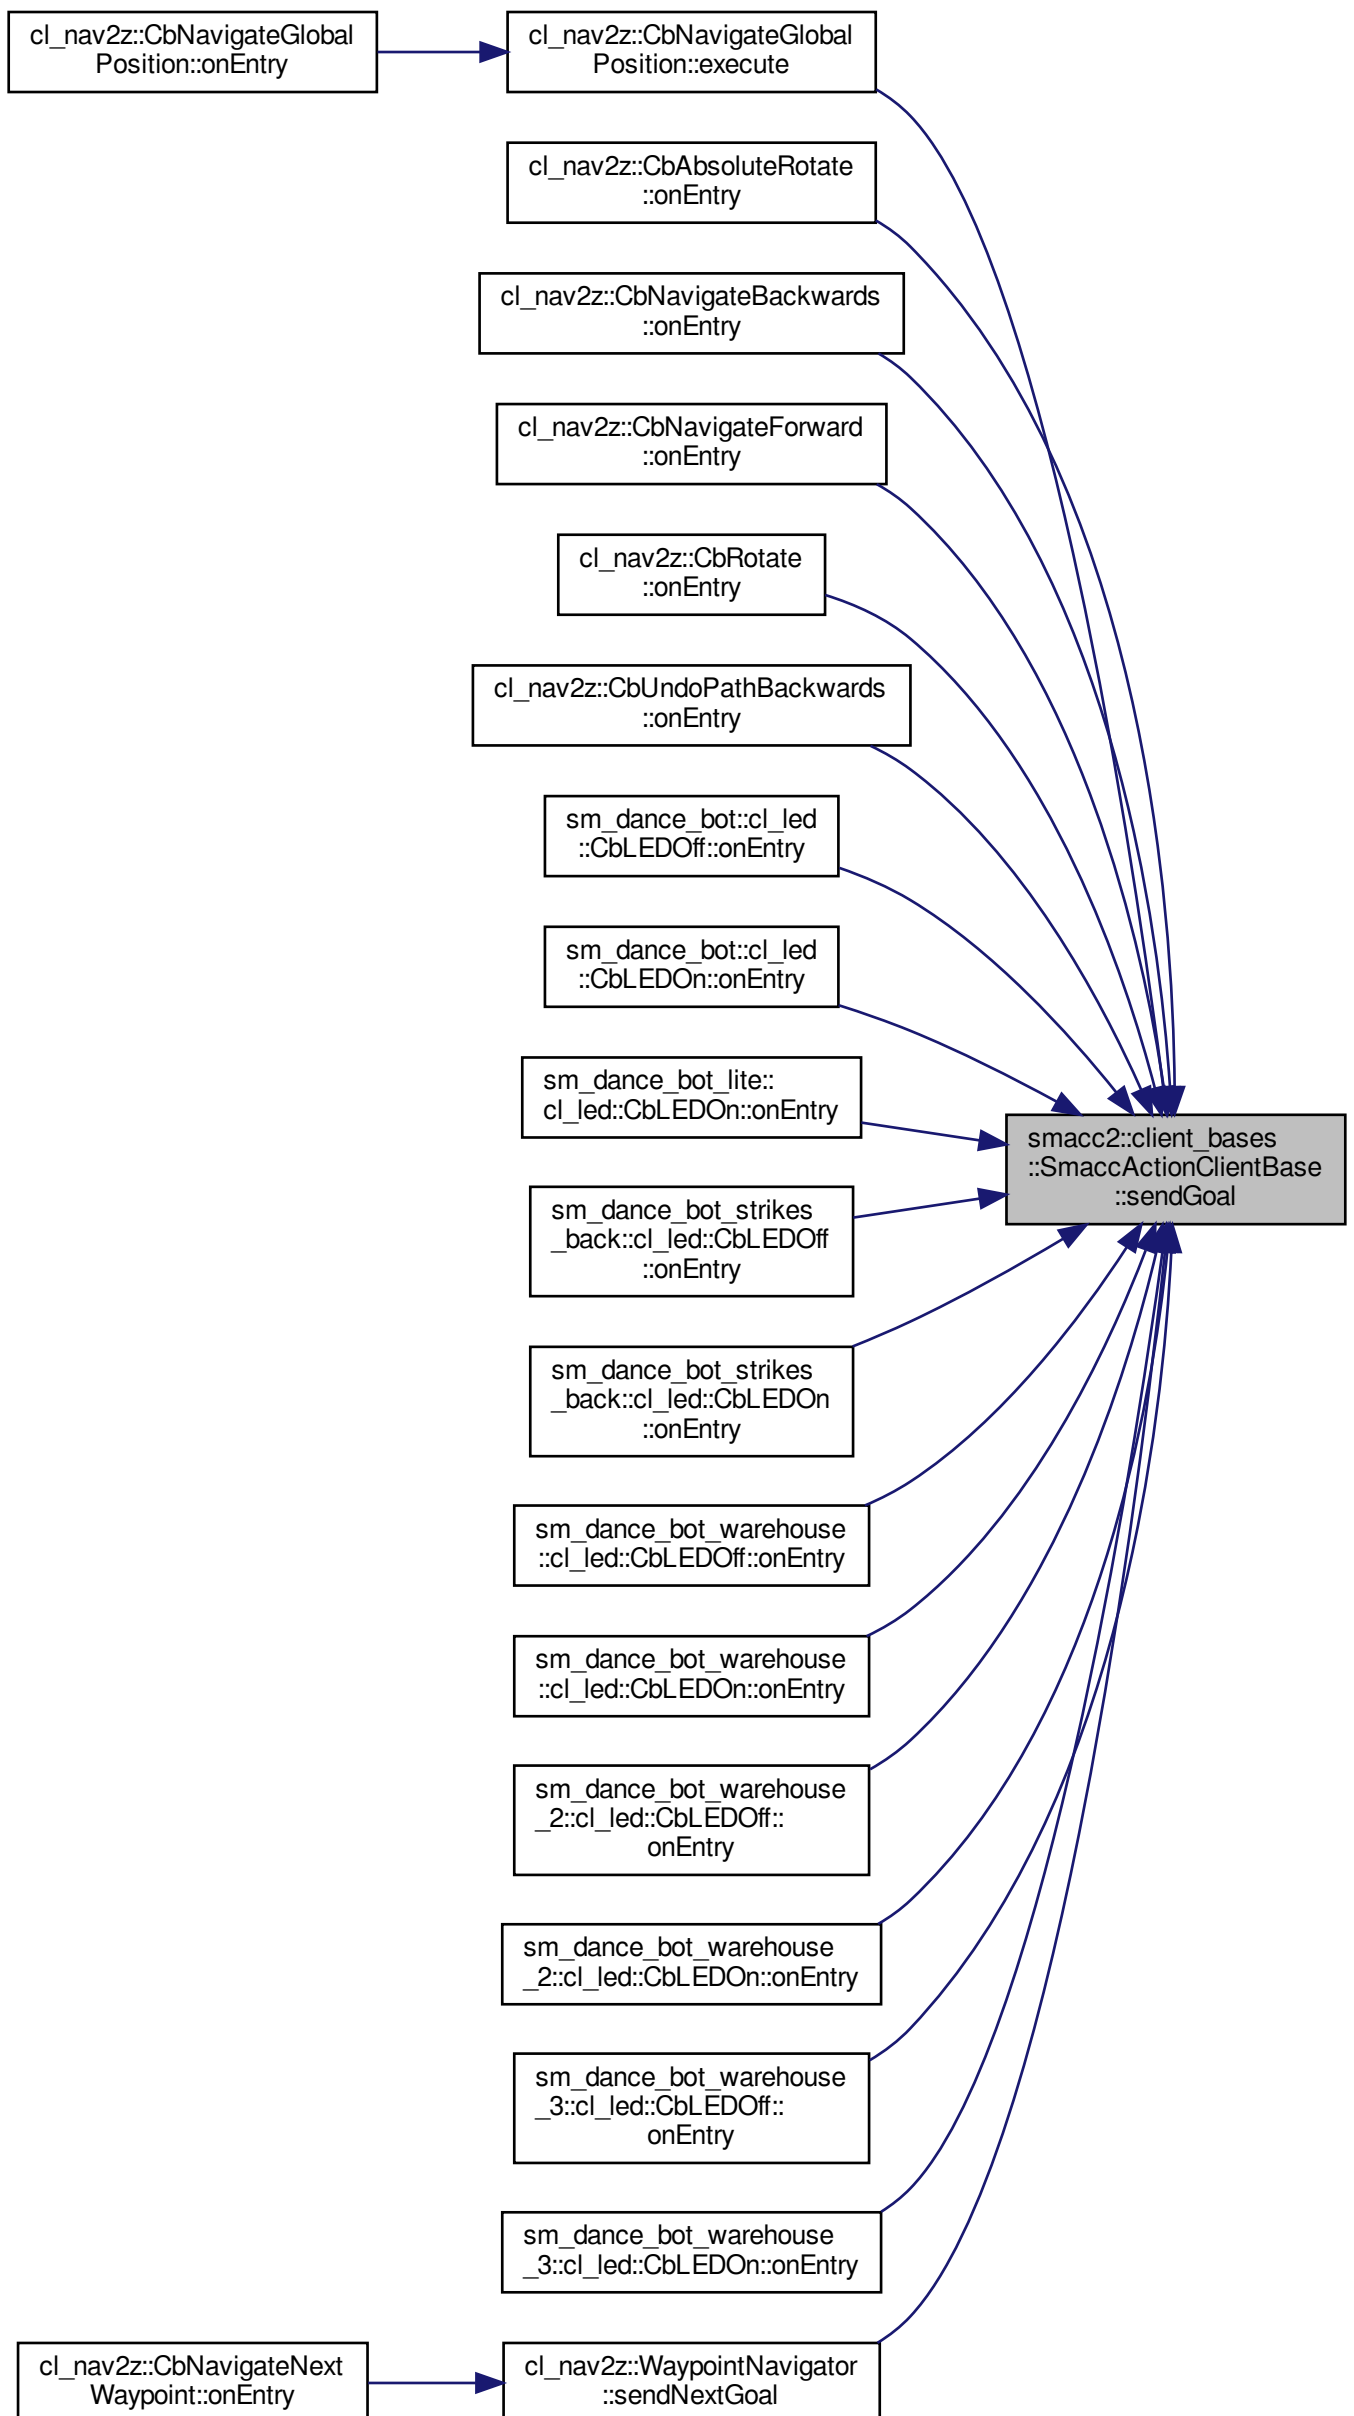 cl_nav2z::CbNavigateGlobal
Position::onEntry
cl_nav2z::CbNavigateGlobal
Position::execute
cl_nav2z::CbAbsoluteRotate
::onEntry
cl_nav2z::CbNavigateBackwards
::onEntry
cl_nav2z::CbNavigateForward
::onEntry
cl_nav2z::CbRotate
::onEntry
cl_nav2z::CbUndoPathBackwards
::onEntry
sm_dance_bot::cl_led
::CbLEDOff::onEntry
sm_dance_bot::cl_led
::CbLEDOn::onEntry
sm_dance_bot_lite::
cl_led::CbLEDOn::onEntry
smacc2::client_bases
::SmaccActionClientBase
::sendGoal
sm_dance_bot_strikes
_back::cl_led::CbLEDOff
::onEntry
sm_dance_bot_strikes
_back::cl_led::CbLEDOn
::onEntry
sm_dance_bot_warehouse
::cl_led::CbLEDOff::onEntry
sm_dance_bot_warehouse
::cl_led::CbLEDOn::onEntry
sm_dance_bot_warehouse
_2::cl_led::CbLEDOff::
onEntry
sm_dance_bot_warehouse
_2::cl_led::CbLEDOn::onEntry
sm_dance_bot_warehouse
_3::cl_led::CbLEDOff::
onEntry
sm_dance_bot_warehouse
_3::cl_led::CbLEDOn::onEntry
cl_nav2z::CbNavigateNext
Waypoint::onEntry
cl_nav2z::WaypointNavigator
::sendNextGoal